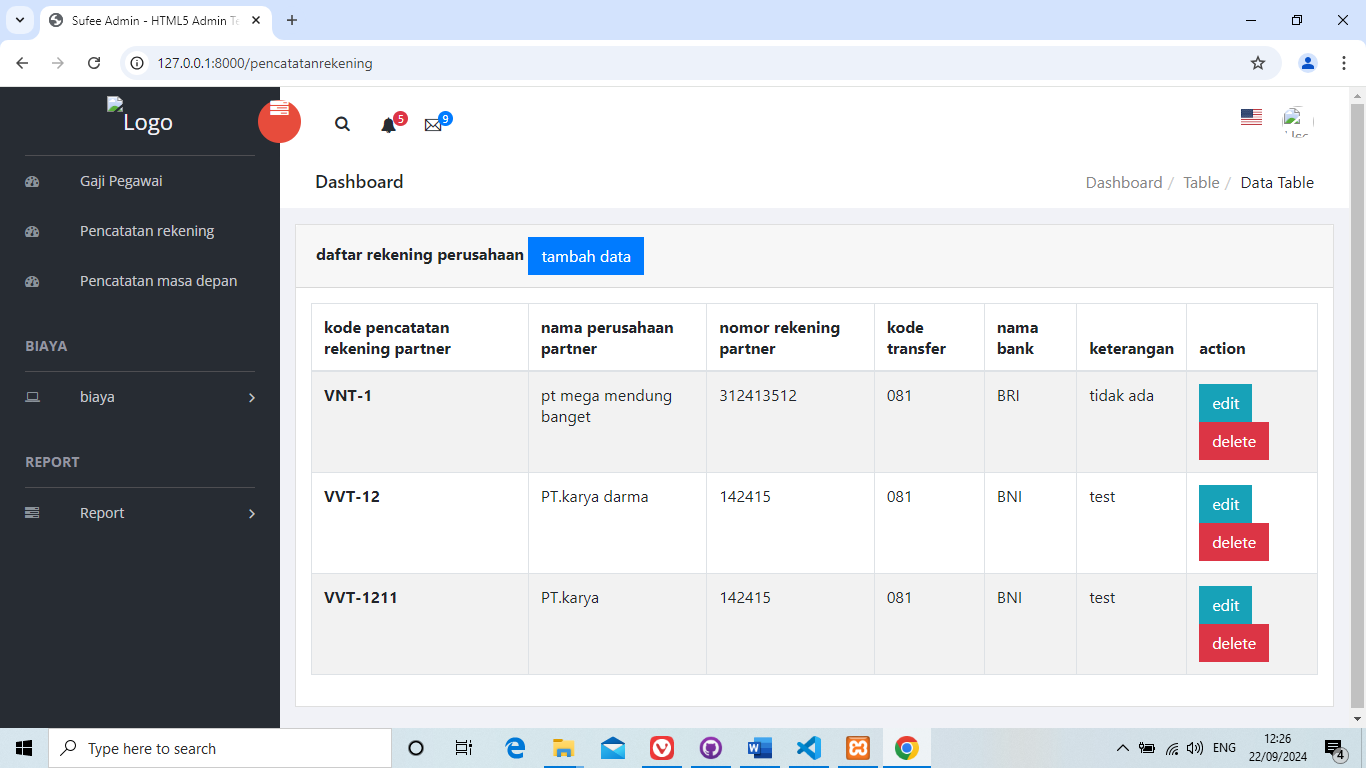 Sufee Admin - HTML5 Admin Te
127.0.0.1:8000/pencatatanrekening
Logo
5
9
Gaji Pegawai
Pencatatan rekening
Pencatatan masa depan
BIAYA
biaya
REPORT
Report
Dashboard
Dashboard / Table / Data Table
daftar rekening perusahaan tambah data
kode pencatatan rekening partner
nama perusahaan partner
nomor rekening partner
kode transfer
nama bank
keterangan
action
VNT-1 pt mega mendung banget 312413512 081 BRI tidak ada edit delete
VVT-12 PT.karya darma 142415 081 BNI test edit delete
VVT-1211 PT.karya 142415 081 BNI test edit delete
Type here to search
ENG
12:26
22/09/2024
4